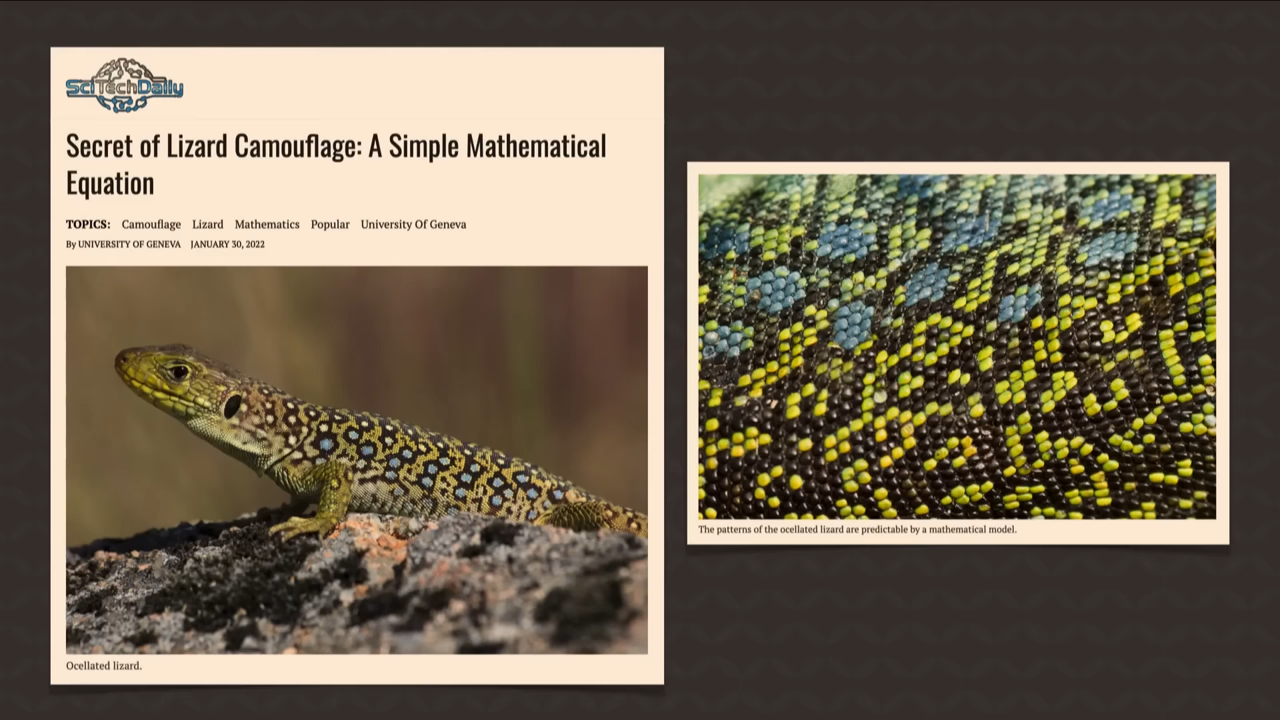 SciTechDaily
Secret of Lizard Camouflage: A Simple Mathematical
Equation
TOPICS: Camouflage Lizard Mathematics Popular University Of Geneva
By UNIVERSITY OF GENEVA JANUARY 30, 2022
Ocellated lizard.
The patterns of the ocellated lizard are predictable by a mathematical model.